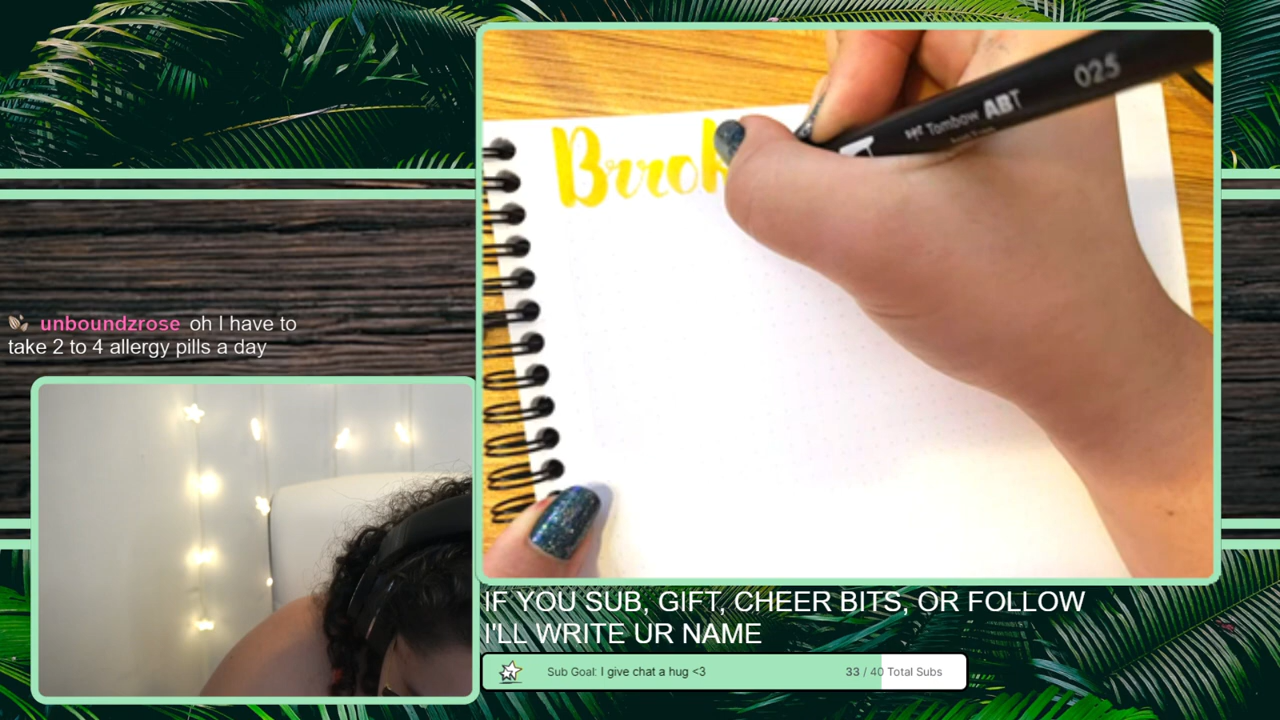 025
Tombow ABT
Brrok
unboundzrose oh I have to
take 2 to 4 allergy pills a day
IF YOU SUB, GIFT, CHEER BITS, OR FOLLOW
I'LL WRITE UR NAME
Sub Goal: I give chat a hug <3
33 / 40 Total Subs